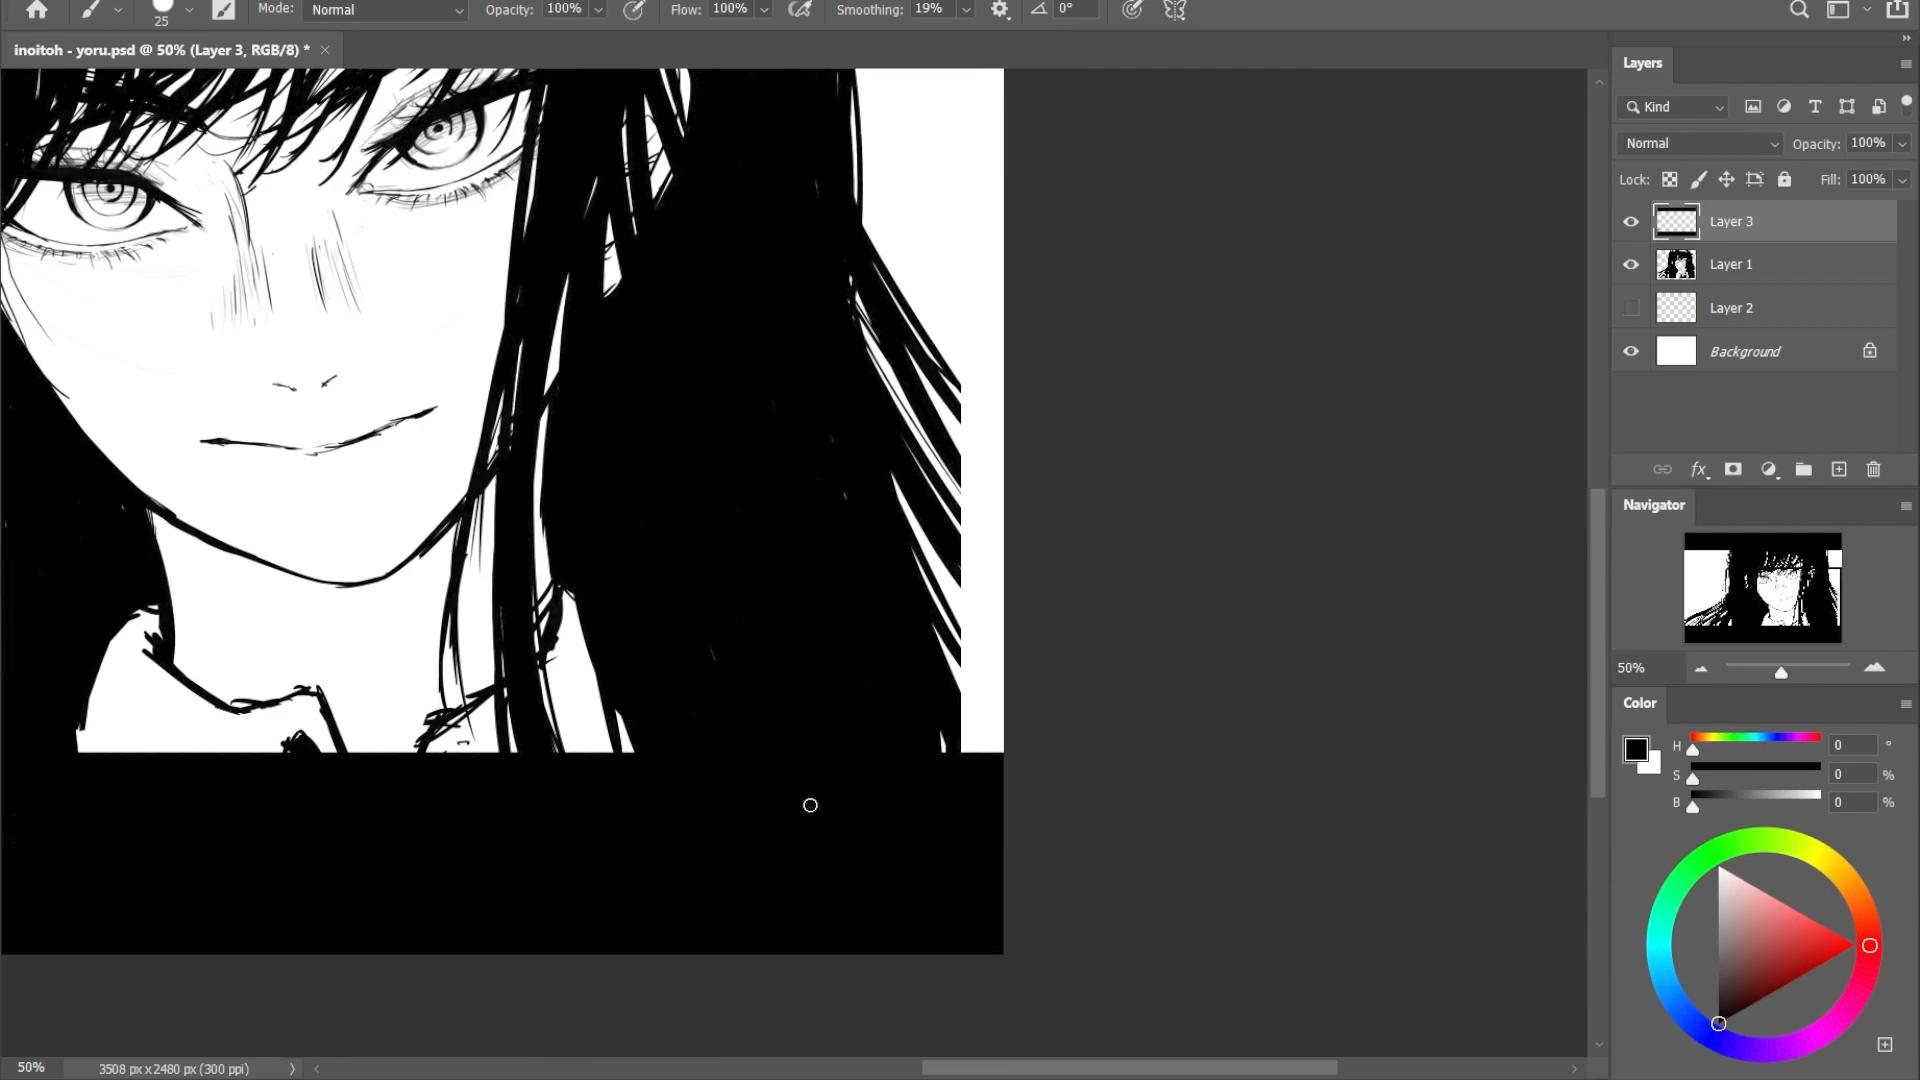 25 Mode: Normal Opacity: 100% Flow: 100% Smoothing: 19% 0°
inoitoh - yoru.psd @ 50% (Layer 3, RGB/8) * ×
Layers
Kind
Normal Opacity: 100%
Lock: Fill: 100%
Layer 3
Layer 1
Layer 2
Background
fx
Navigator
50%
Color
H 0 °
S 0 %
B 0 %
50% 3508 px x 2480 px (300 ppi)